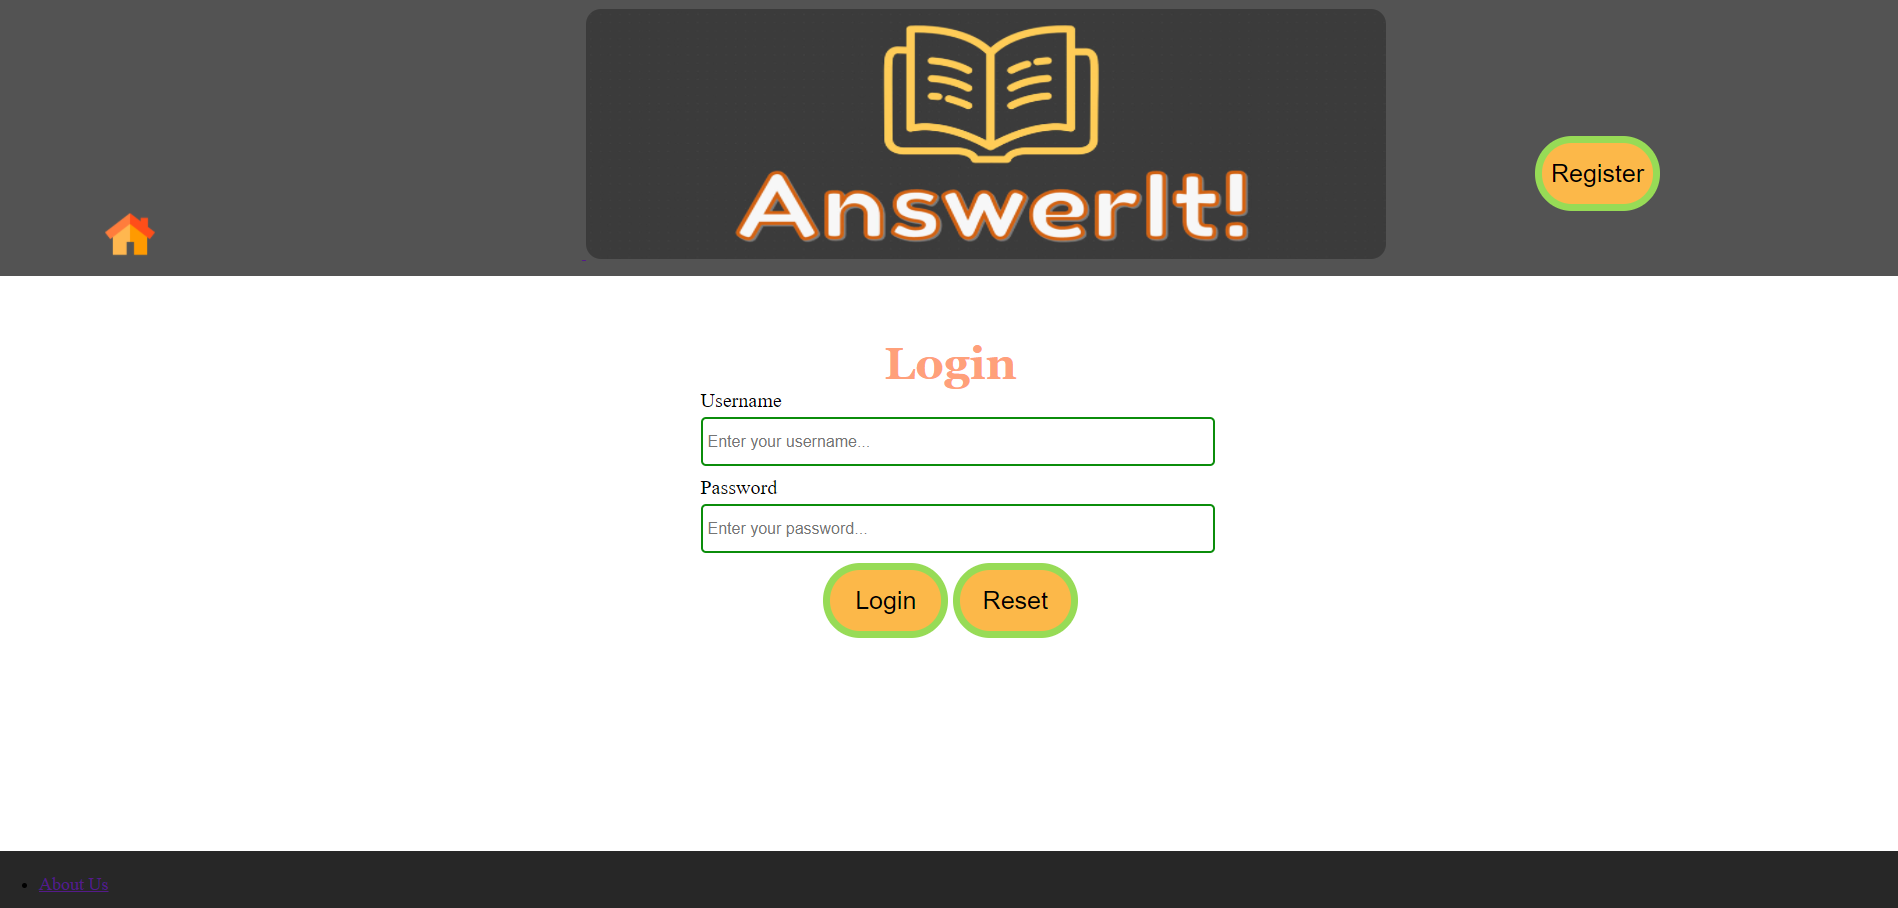 AnswerIt!
Register
Login
Username
Enter your username...
Password
Enter your password...
Login Reset
About Us